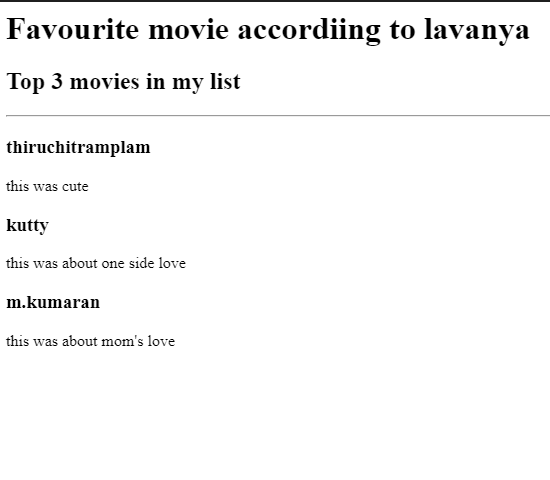 Favourite movie accordiing to lavanya
Top 3 movies in my list
thiruchitramplam
this was cute
kutty
this was about one side love
m.kumaran
this was about mom's love